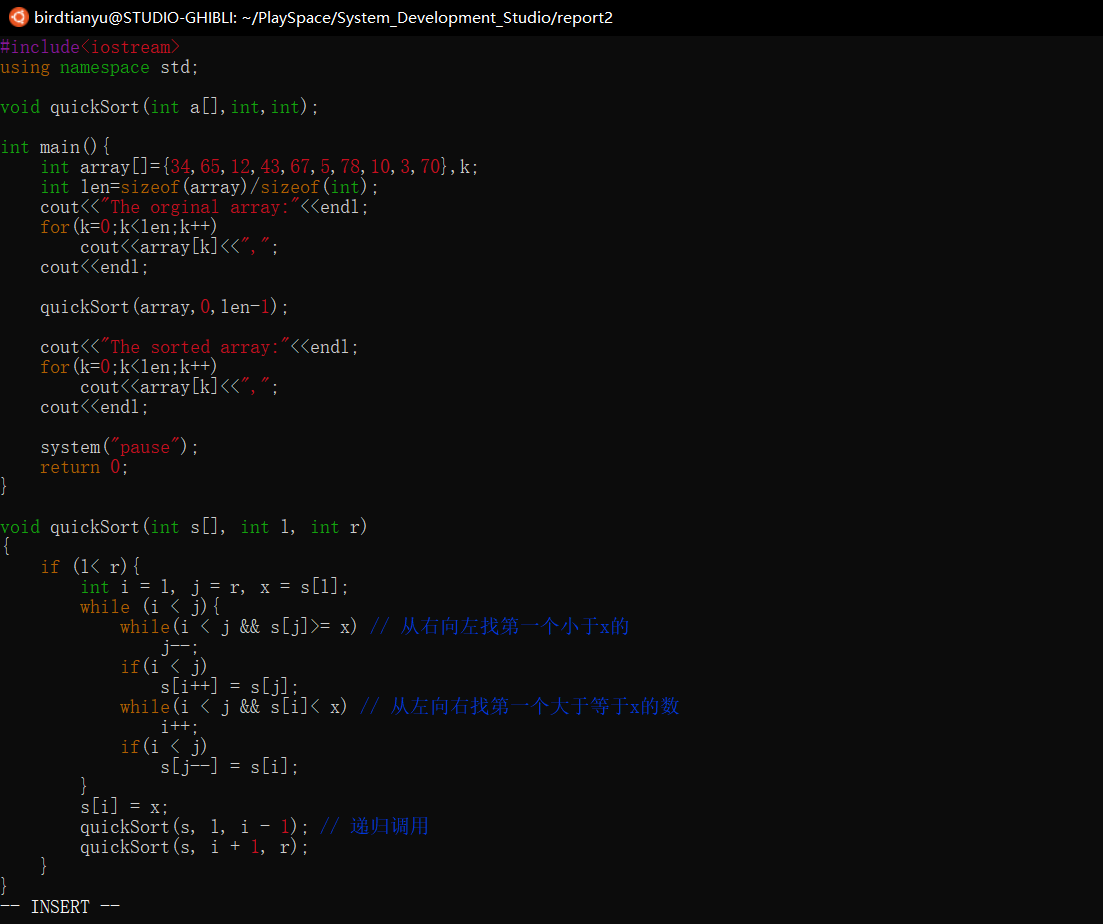 birdtianyu@STUDIO-GHIBLI: ~/PlaySpace/System_Development_Studio/report2
#include<iostream>
using namespace std;

void quickSort(int a[],int,int);

int main(){
    int array[]={34,65,12,43,67,5,78,10,3,70},k;
    int len=sizeof(array)/sizeof(int);
    cout<<"The orginal array:"<<endl;
    for(k=0;k<len;k++)
        cout<<array[k]<<",";
    cout<<endl;

    quickSort(array,0,len-1);

    cout<<"The sorted array:"<<endl;
    for(k=0;k<len;k++)
        cout<<array[k]<<",";
    cout<<endl;

    system("pause");
    return 0;
}

void quickSort(int s[], int l, int r)
{
    if (l< r){
        int i = l, j = r, x = s[l];
        while (i < j){
            while(i < j && s[j]>= x) // 从右向左找第一个小于x的
                j--;
            if(i < j)
                s[i++] = s[j];
            while(i < j && s[i]< x) // 从左向右找第一个大于等于x的数
                i++;
            if(i < j)
                s[j--] = s[i];
        }
        s[i] = x;
        quickSort(s, l, i - 1); // 递归调用
        quickSort(s, i + 1, r);
    }
}
-- INSERT --